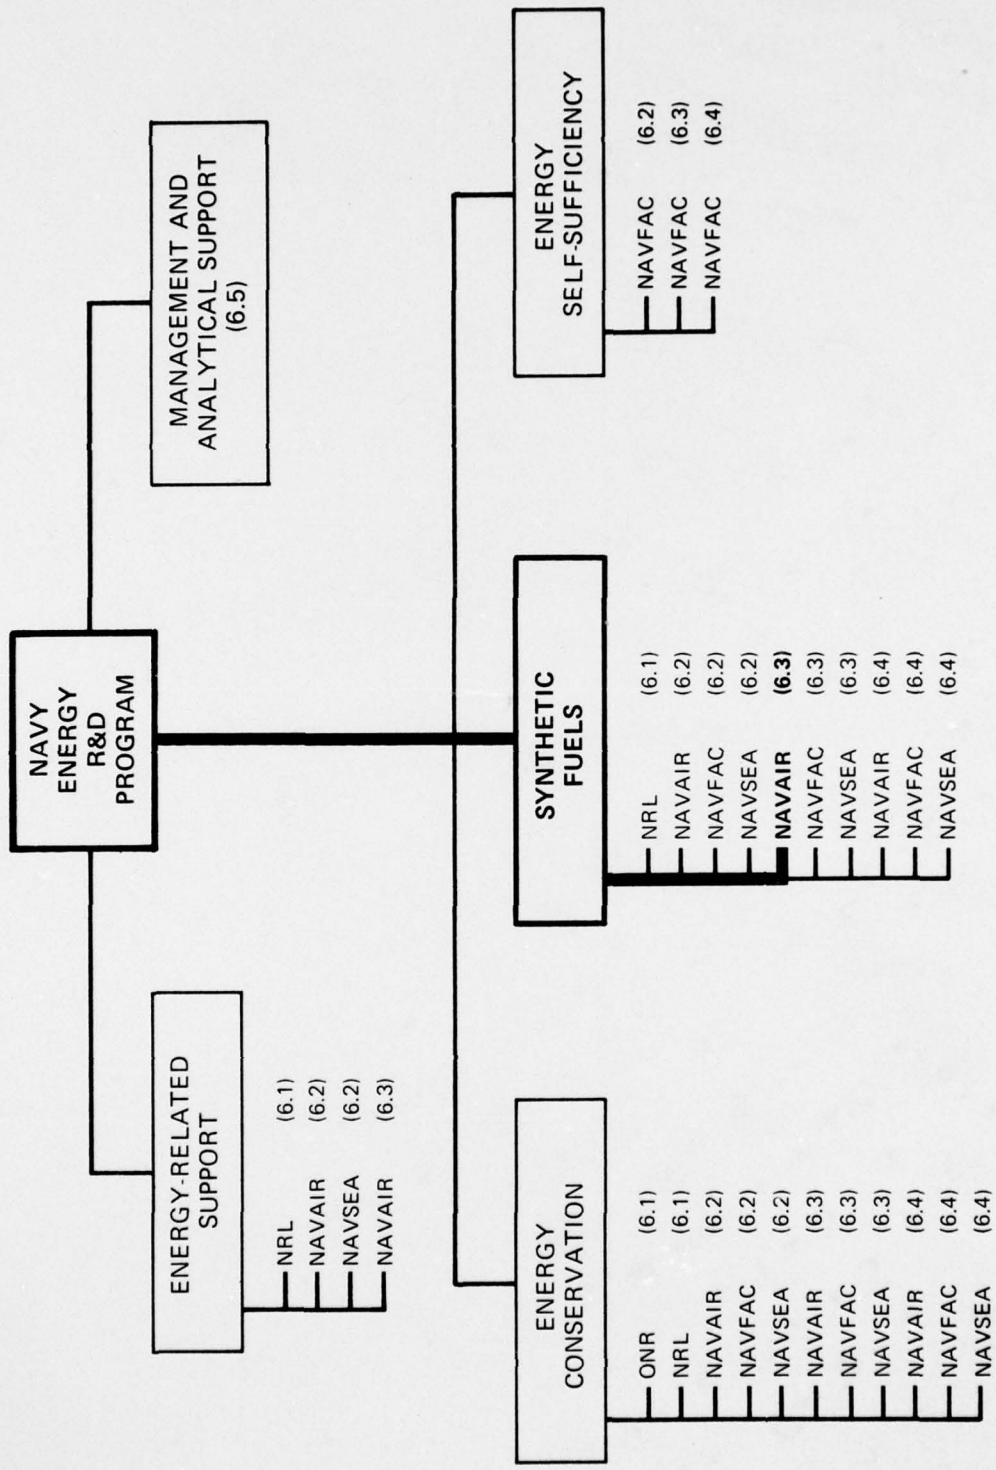 NAVY
ENERGY
R&D
PROGRAM
ENERGY-RELATED
SUPPORT
NRL (6.1)
NAVAIR (6.2)
NAVSEA (6.2)
NAVAIR (6.3)
MANAGEMENT AND
ANALYTICAL SUPPORT
(6.5)
ENERGY
CONSERVATION
ONR (6.1)
NRL (6.1)
NAVAIR (6.2)
NAVFAC (6.2)
NAVSEA (6.2)
NAVAIR (6.3)
NAVFAC (6.3)
NAVSEA (6.3)
NAVAIR (6.4)
NAVFAC (6.4)
NAVSEA (6.4)
SYNTHETIC
FUELS
NRL (6.1)
NAVAIR (6.2)
NAVFAC (6.2)
NAVSEA (6.2)
NAVAIR (6.3)
NAVFAC (6.3)
NAVSEA (6.3)
NAVAIR (6.4)
NAVFAC (6.4)
NAVSEA (6.4)
ENERGY
SELF-SUFFICIENCY
NAVFAC (6.2)
NAVFAC (6.3)
NAVFAC (6.4)